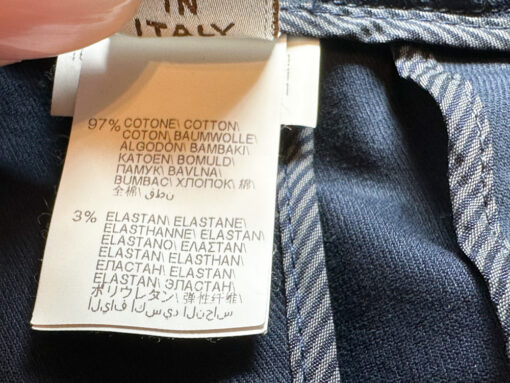 IN
ITALY
97% COTONE\ COTTON\
COTON\ BAUMWOLLE\
ALGODÓN\ BAMBAKI\
KATOEN\ BOMULD\
ПАМУК\ BAVLNA\
BUMBAC\ ХЛОПОК\ 綿\
全棉\ قطن
3% ELASTAN\ ELASTANE\
ELASTHANNE\ ELASTAN\
ELASTANO\ ΕΛΑΣΤΑΝ\
ELASTAN\ ELASTHAN\
ЕЛАСТАН\ ELASTAN\
ELASTAN\ ЭЛАСТАН\
ポリウレタン\ 弹性纤维\